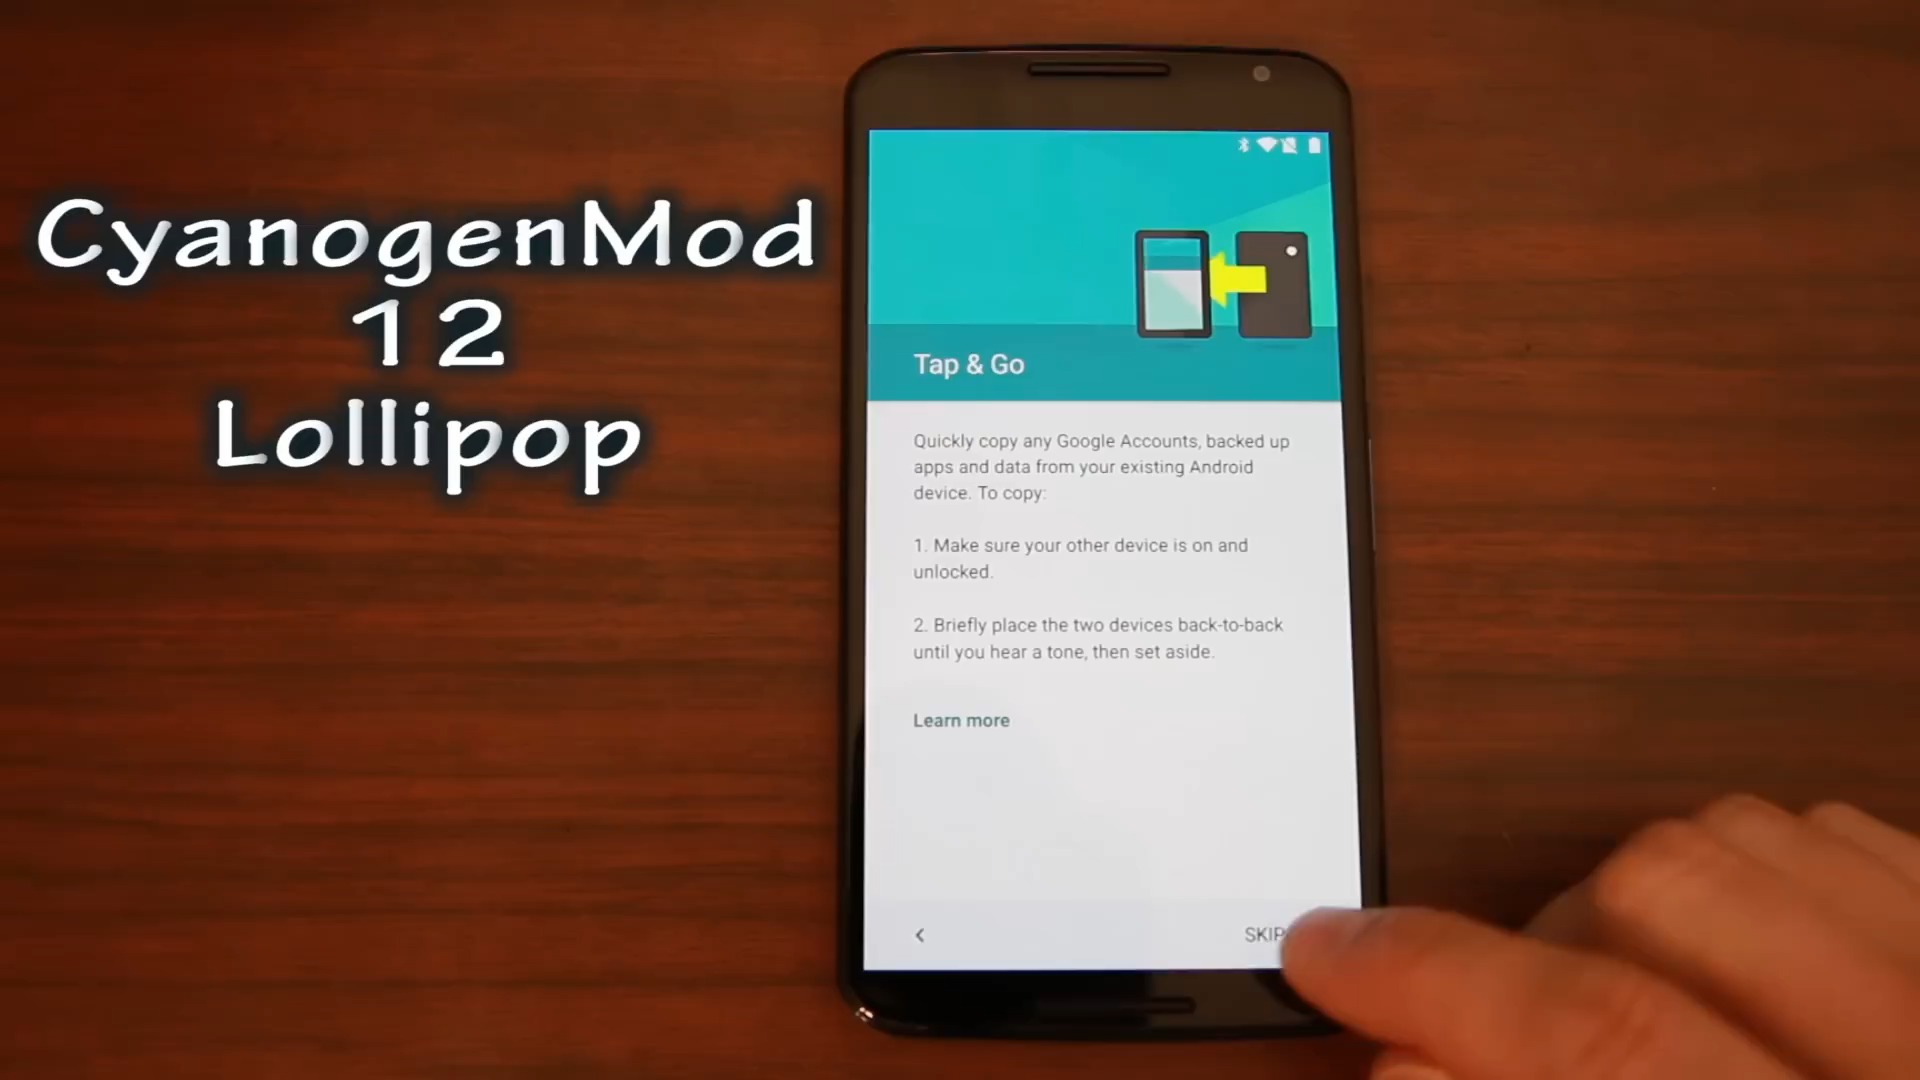 CyanogenMod
12
Lollipop
Tap & Go
Quickly copy any Google Accounts, backed up
apps and data from your existing Android
device. To copy:
1. Make sure your other device is on and
unlocked.
2. Briefly place the two devices back-to-back
until you hear a tone, then set aside.
Learn more
SKIP